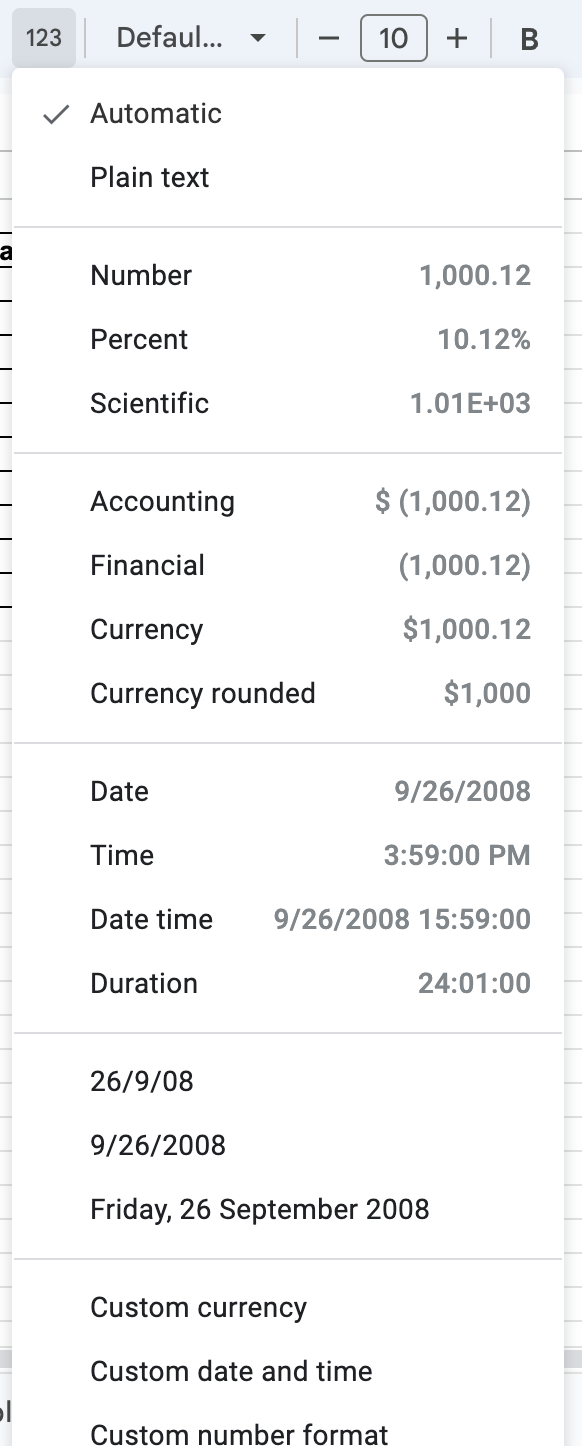 123 Defaul... 10 B
Automatic
Plain text
Number 1,000.12
Percent 10.12%
Scientific 1.01E+03
Accounting $ (1,000.12)
Financial (1,000.12)
Currency $1,000.12
Currency rounded $1,000
Date 9/26/2008
Time 3:59:00 PM
Date time 9/26/2008 15:59:00
Duration 24:01:00
26/9/08
9/26/2008
Friday, 26 September 2008
Custom currency
Custom date and time
Custom number format